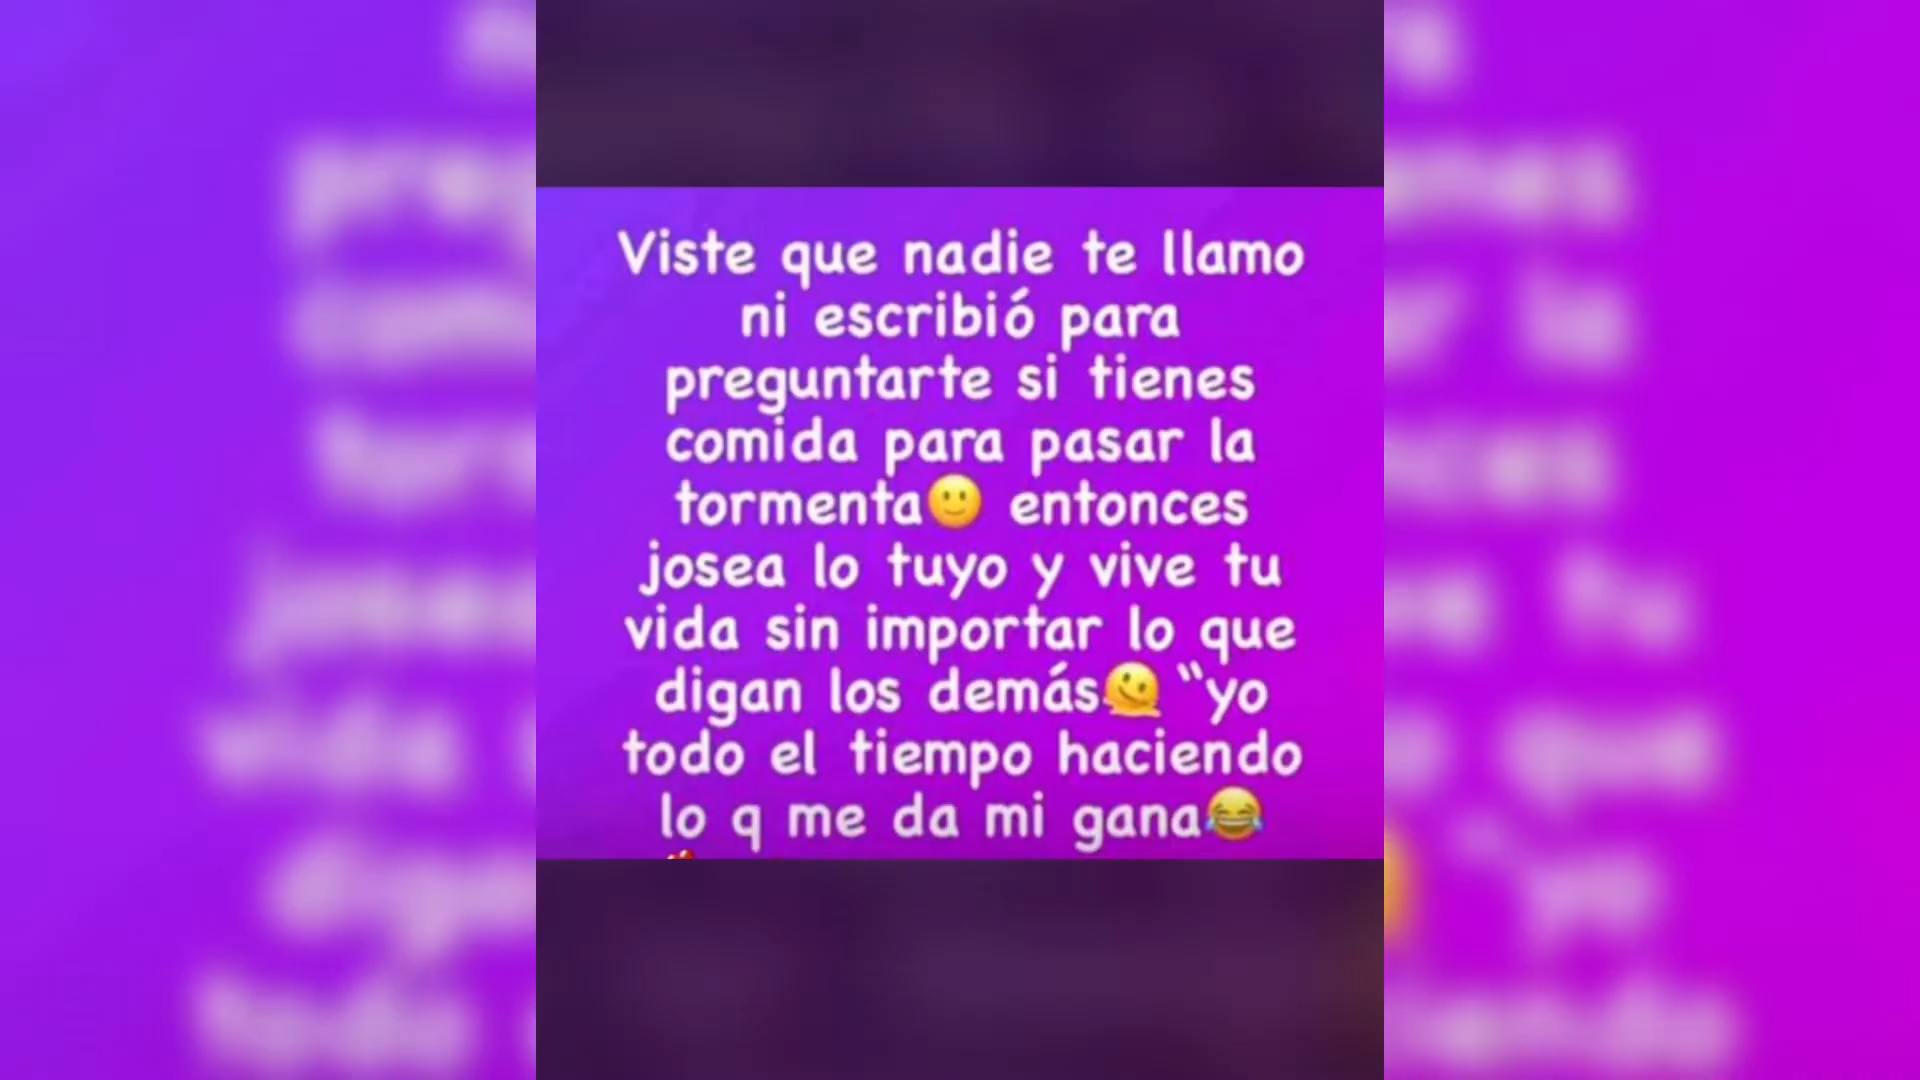 Viste que nadie te llamo
ni escribió para
preguntarte si tienes
comida para pasar la
tormenta🙂 entonces
josea lo tuyo y vive tu
vida sin importar lo que
digan los demás🫠 “yo
todo el tiempo haciendo
lo q me da mi gana😂